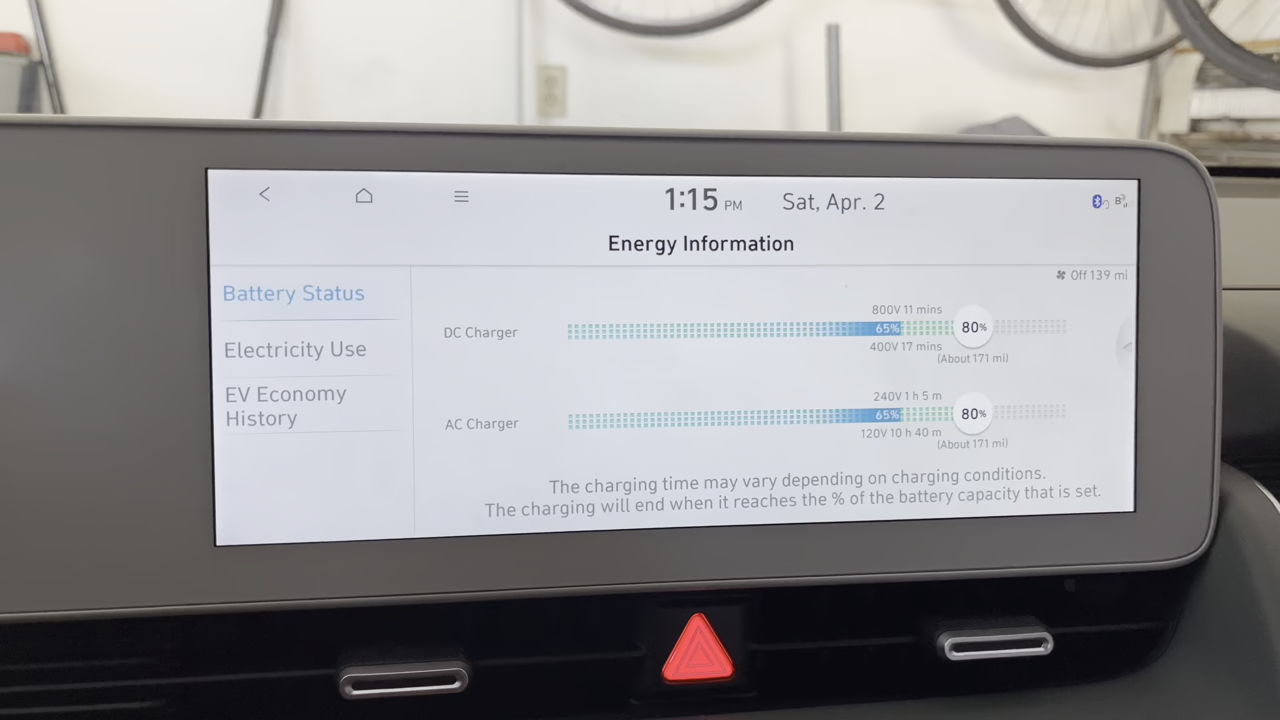 1:15 PM Sat, Apr. 2
Energy Information
Off 139 mi
Battery Status
Electricity Use
EV Economy
History
DC Charger
800V 11 mins
65%
80%
400V 17 mins
(About 171 mi)
AC Charger
240V 1 h 5 m
65%
80%
120V 10 h 40 m
(About 171 mi)
The charging time may vary depending on charging conditions.
The charging will end when it reaches the % of the battery capacity that is set.